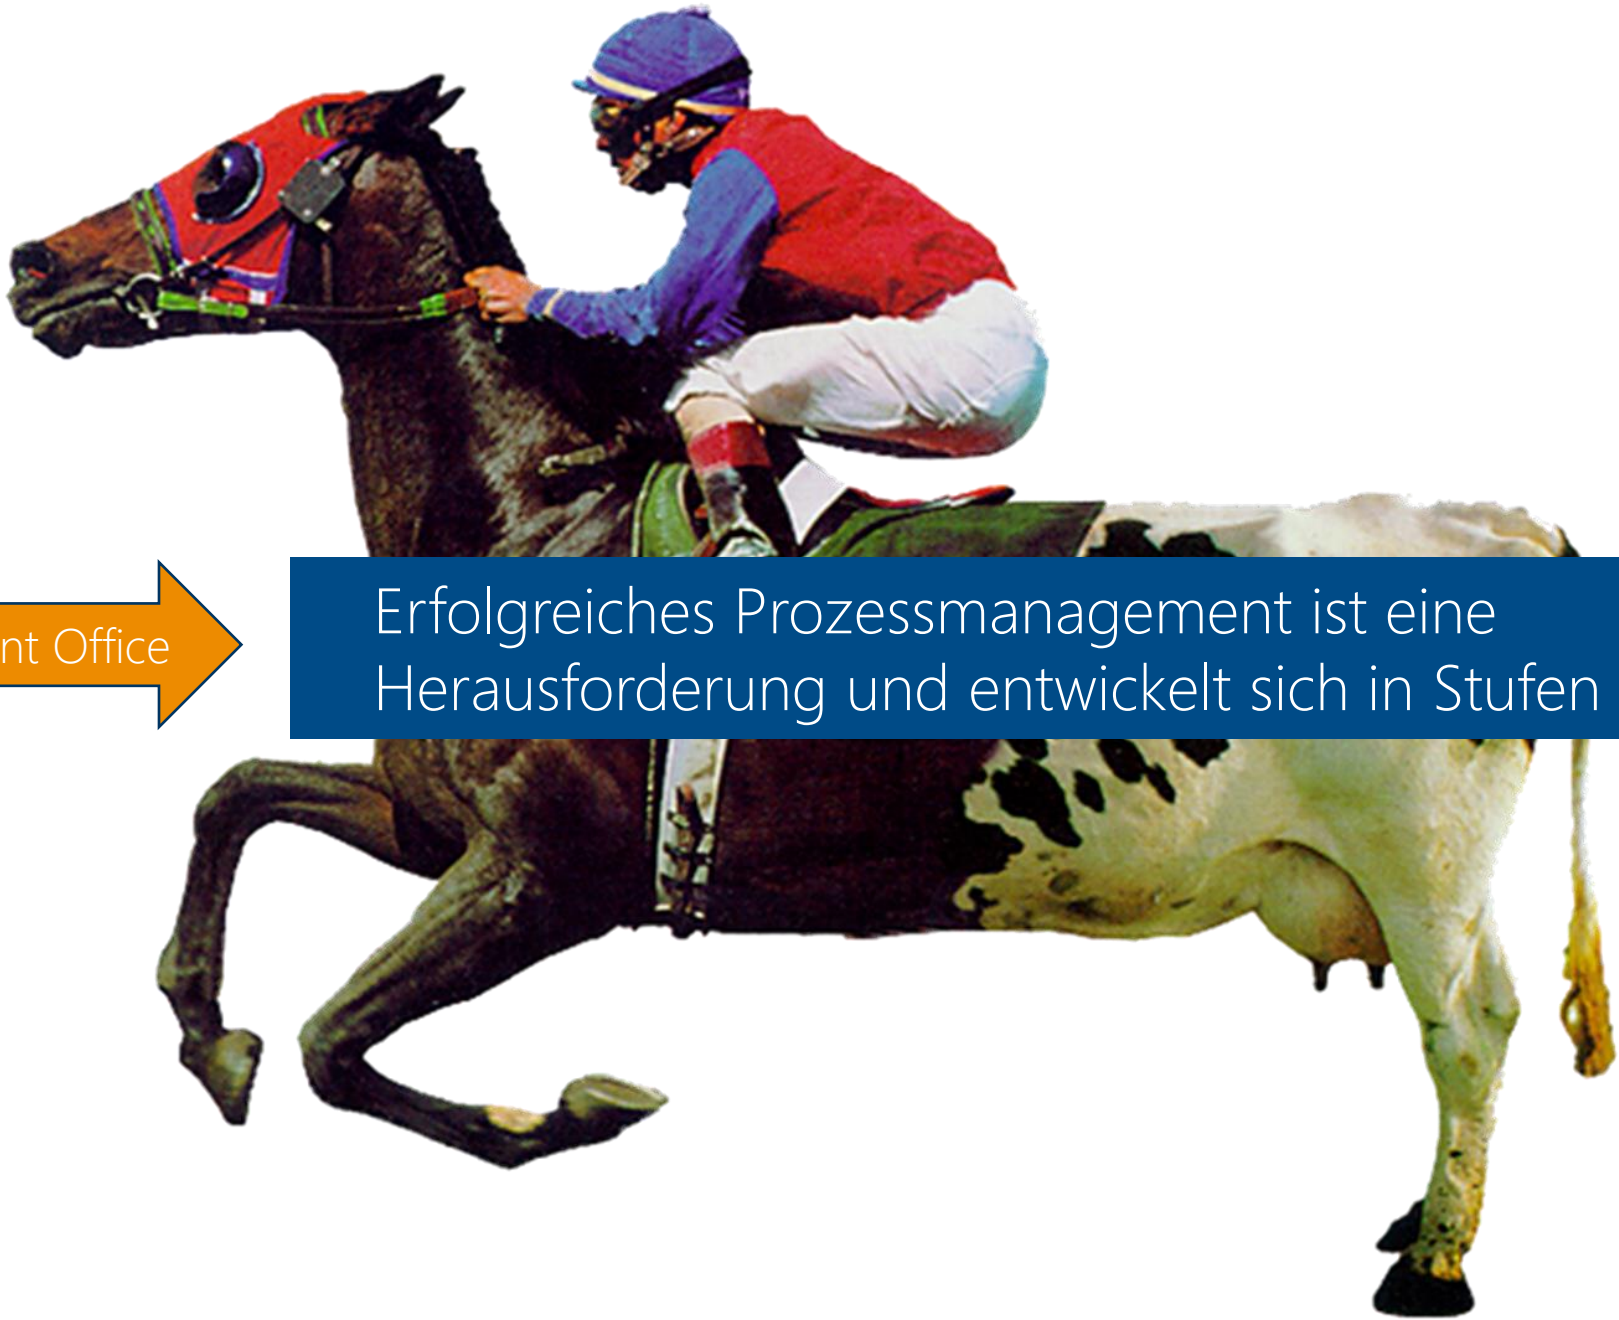 nt Office
Erfolgreiches Prozessmanagement ist eine
Herausforderung und entwickelt sich in Stufen